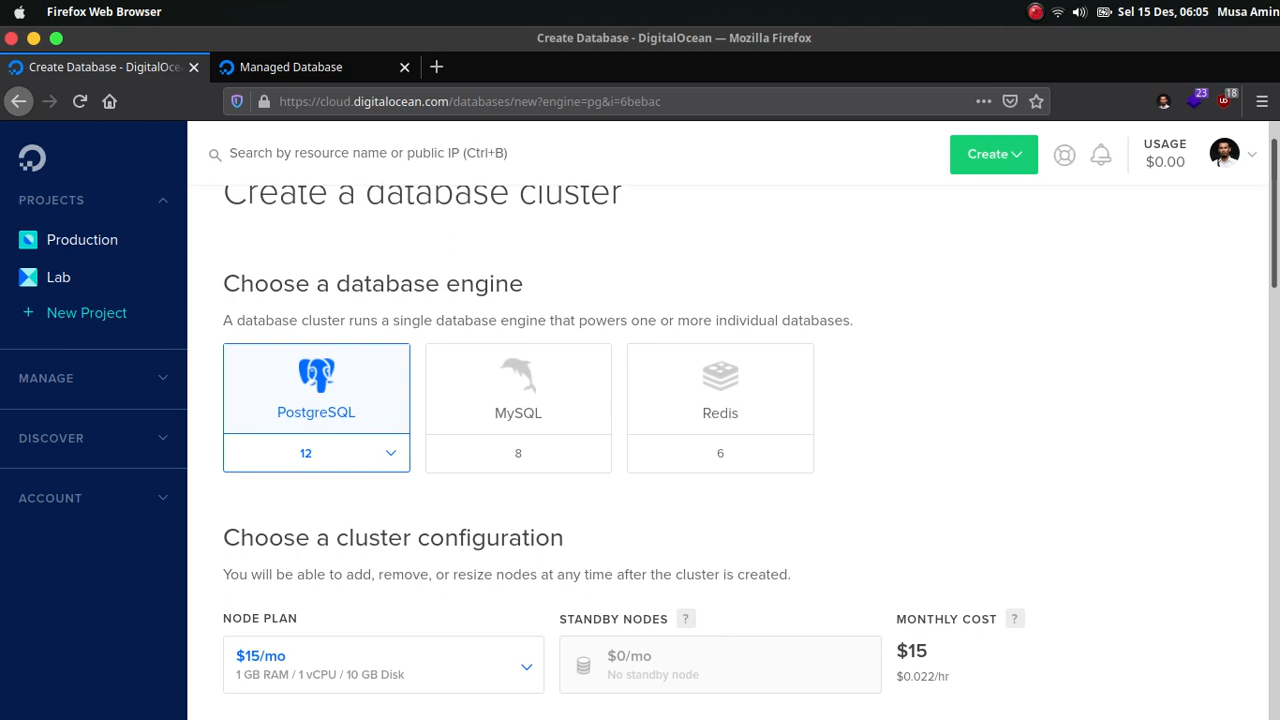 Firefox Web Browser
Sel 15 Des, 06:05 Musa Amin
Create Database - DigitalOcean — Mozilla Firefox
Create Database - DigitalOce
Managed Database
https://cloud.digitalocean.com/databases/new?engine=pg&i=6bebac
23
18
Search by resource name or public IP (Ctrl+B)
Create
USAGE
$0.00
PROJECTS
Production
Lab
New Project
MANAGE
DISCOVER
ACCOUNT
Create a database cluster
Choose a database engine
A database cluster runs a single database engine that powers one or more individual databases.
PostgreSQL
12
MySQL
8
Redis
6
Choose a cluster configuration
You will be able to add, remove, or resize nodes at any time after the cluster is created.
NODE PLAN
$15/mo
1 GB RAM / 1 vCPU / 10 GB Disk
STANDBY NODES ?
$0/mo
No standby node
MONTHLY COST ?
$15
$0.022/hr